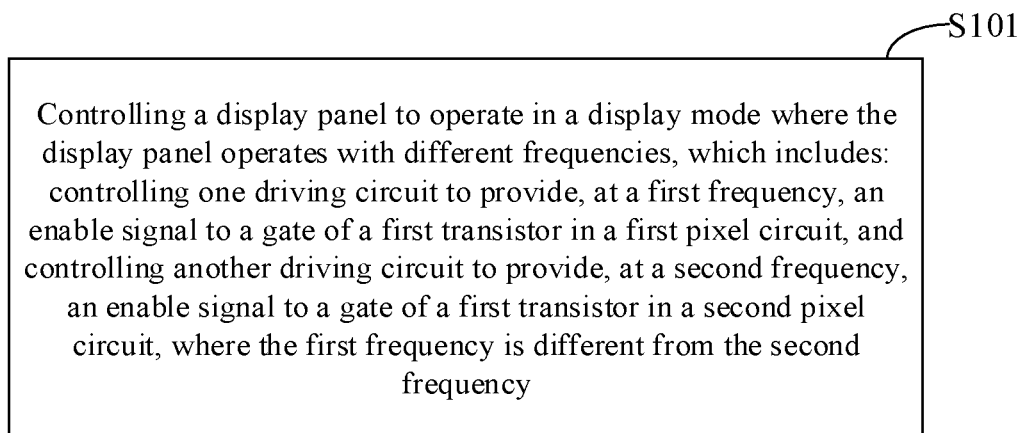 S101
Controlling a display panel to operate in a display mode where the
display panel operates with different frequencies, which includes:
controlling one driving circuit to provide, at a first frequency, an
enable signal to a gate of a first transistor in a first pixel circuit, and
controlling another driving circuit to provide, at a second frequency,
an enable signal to a gate of a first transistor in a second pixel
circuit, where the first frequency is different from the second
frequency